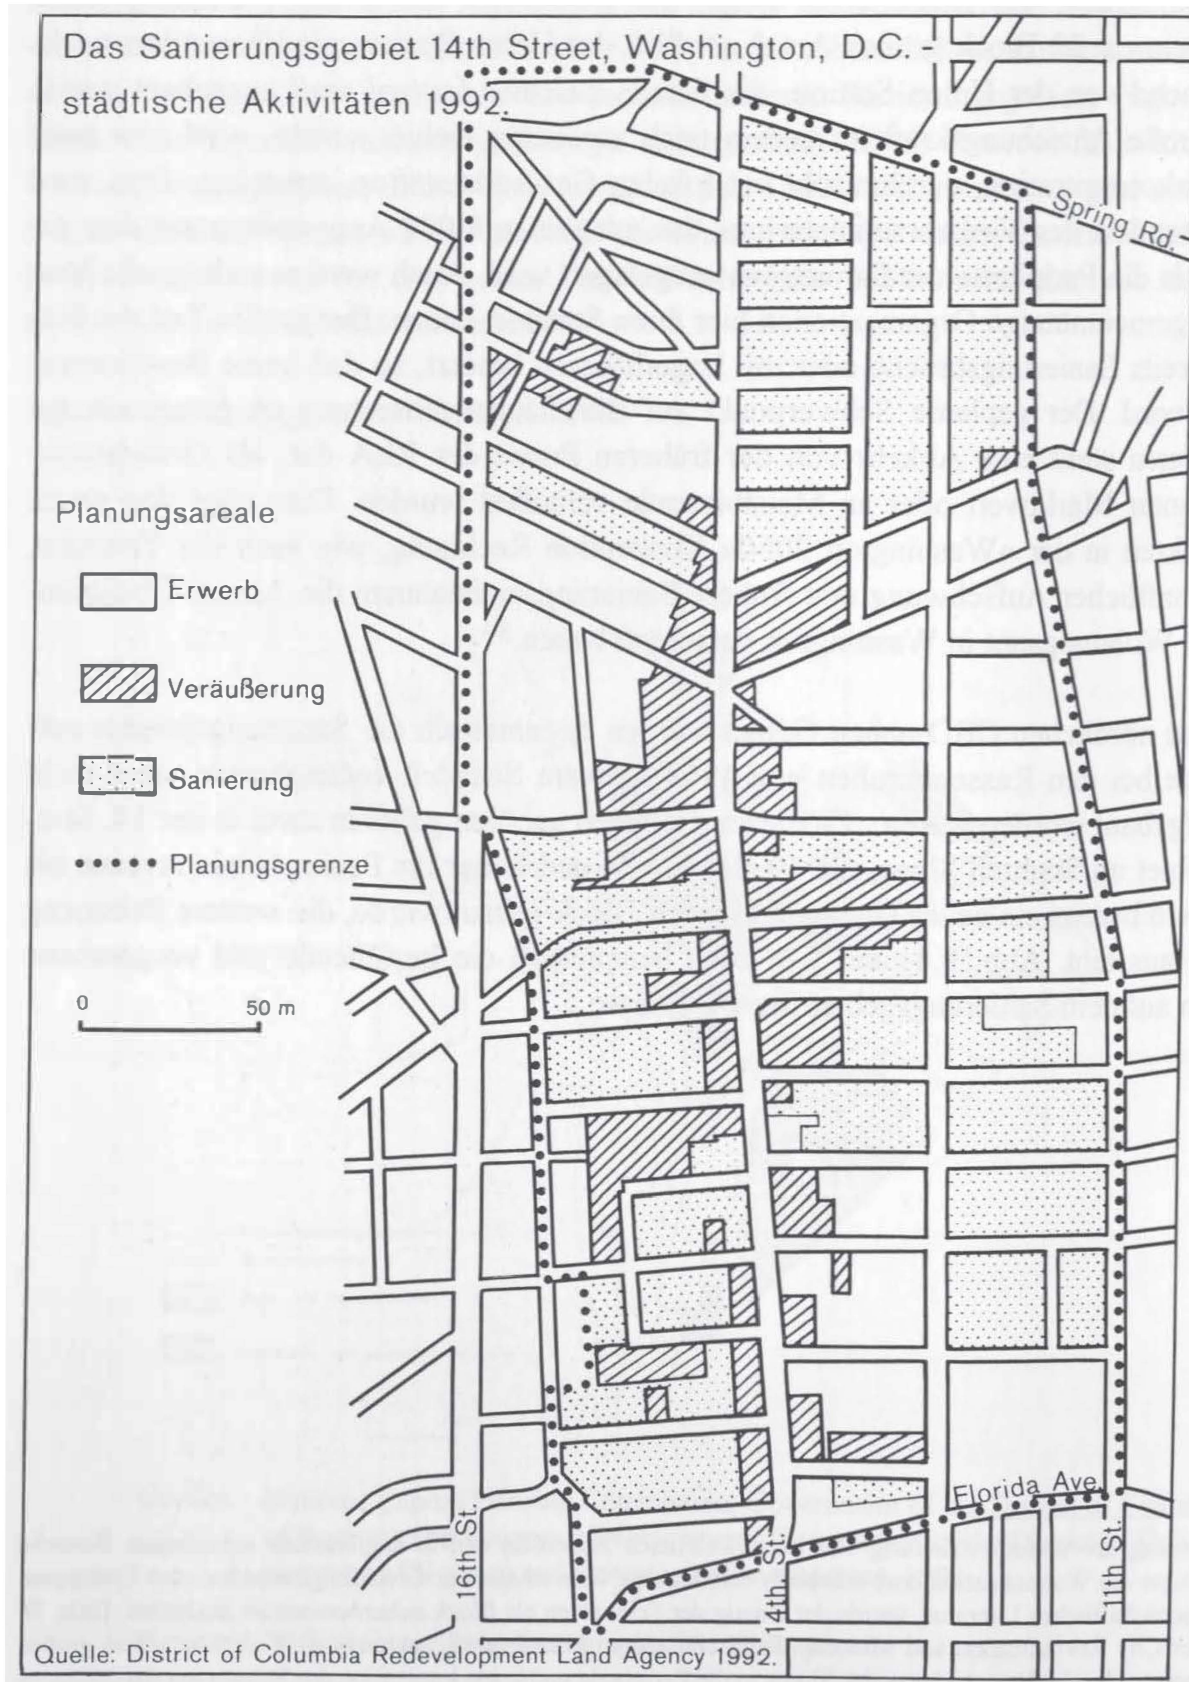 Das Sanierungsgebiet 14th Street, Washington, D.C. –
städtische Aktivitäten 1992.
Spring Rd.
Planungsareale
Erwerb
Veräußerung
Sanierung
Planungsgrenze
0 50 m
Florida Ave.
16th St.
14th. St.
11th St.
Quelle: District of Columbia Redevelopment Land Agency 1992.